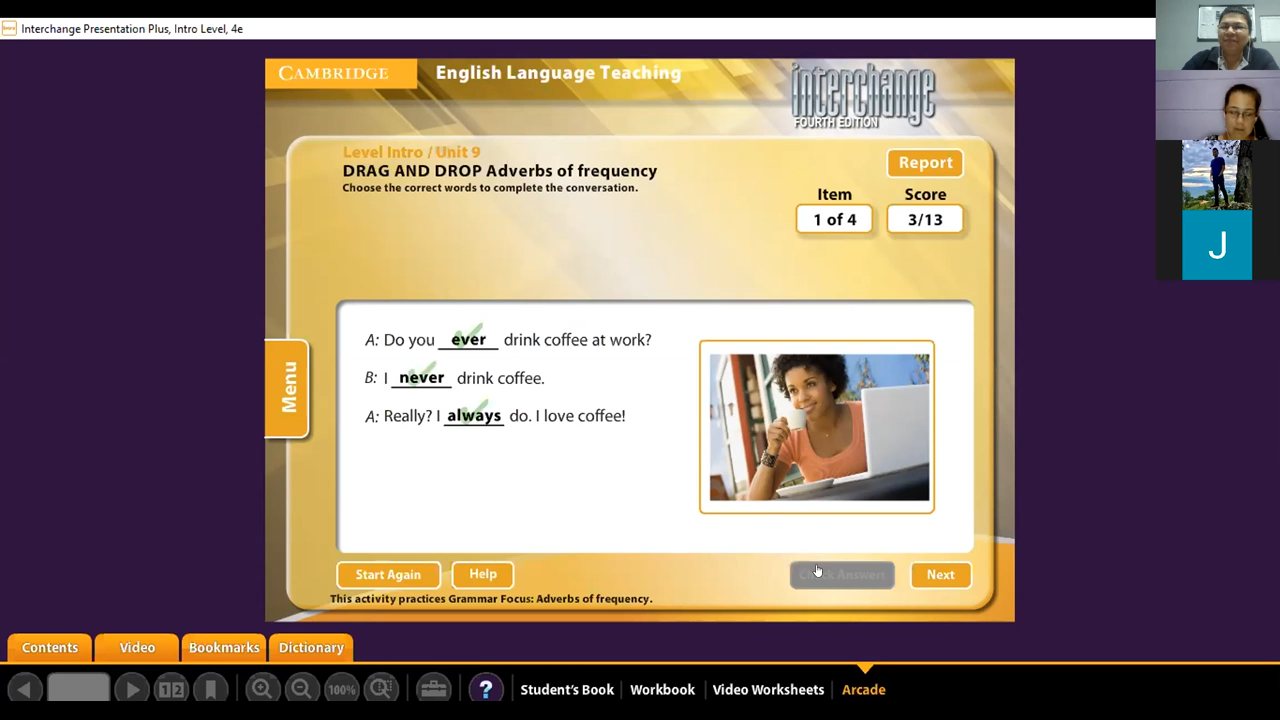 Interchange Presentation Plus, Intro Level, 4e
CAMBRIDGE
English Language Teaching
interchange
FOURTH EDITION
Level Intro / Unit 9
DRAG AND DROP Adverbs of frequency
Choose the correct words to complete the conversation.
Report
Item
Score
1 of 4
3/13
A: Do you ever drink coffee at work?
B: I never drink coffee.
A: Really? I always do. I love coffee!
Menu
Start Again
Help
Check Answers
Next
This activity practices Grammar Focus: Adverbs of frequency.
Contents
Video
Bookmarks
Dictionary
1 2
100%
?
Student's Book
Workbook
Video Worksheets
Arcade
J